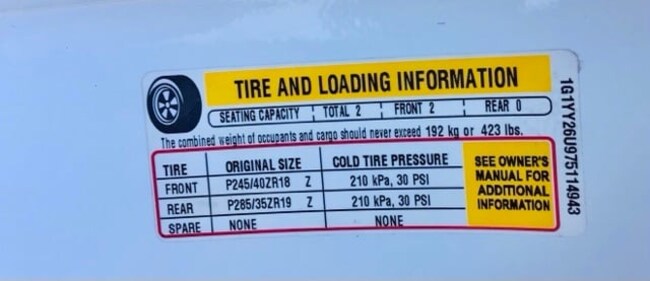 TIRE AND LOADING INFORMATION
SEATING CAPACITY TOTAL 2 FRONT 2 REAR 0
The combined weight of occupants and cargo should never exceed 192 kg or 423 lbs.
TIRE ORIGINAL SIZE COLD TIRE PRESSURE
FRONT P245/40ZR18 Z 210 kPa, 30 PSI
REAR P285/35ZR19 Z 210 kPa, 30 PSI
SPARE NONE NONE
SEE OWNER'S
MANUAL FOR
ADDITIONAL
INFORMATION
1G1YY26U975114943